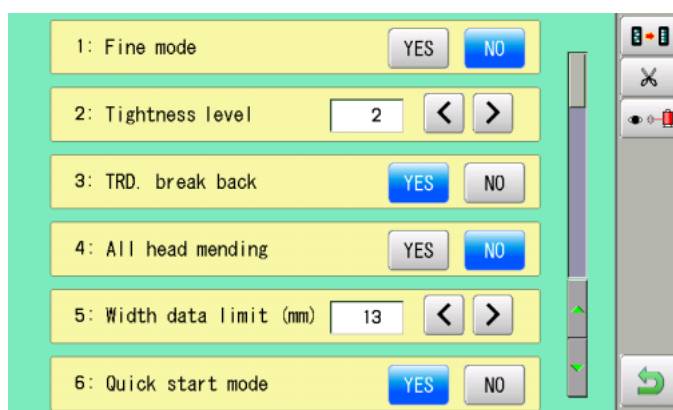 1: Fine mode YES NO
2: Tightness level 2 < >
3: TRD. break back YES NO
4: All head mending YES NO
5: Width data limit (mm) 13 < >
6: Quick start mode YES NO